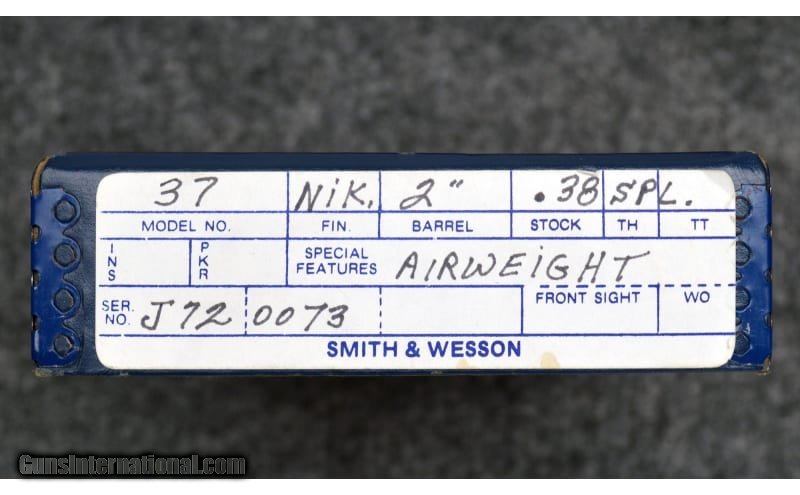 37 NiK. 2" .38 SPL.
MODEL NO. FIN. BARREL STOCK TH TT
INS PKR SPECIAL FEATURES AIRWEIGHT
SER. NO. J72 0073 FRONT SIGHT WO
SMITH & WESSON
GunsInternational.com